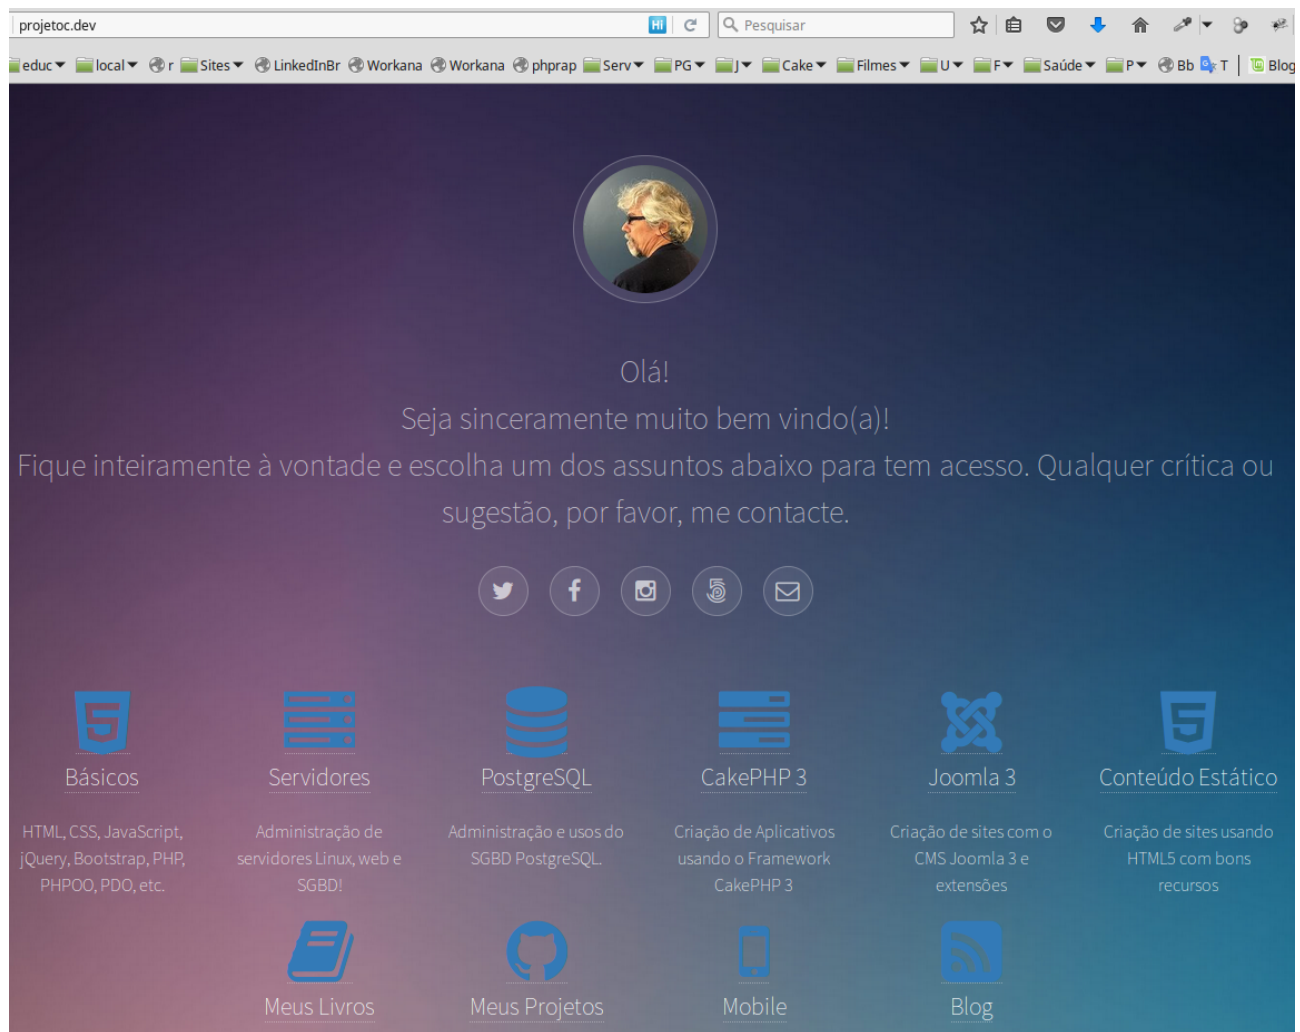 projetoc.dev Hi Pesquisar
educ local r Sites LinkedInBr Workana Workana phprap Serv PG J Cake Filmes U F Saúde P Bb T Blog
Olá!
Seja sinceramente muito bem vindo(a)!
Fique inteiramente à vontade e escolha um dos assuntos abaixo para tem acesso. Qualquer crítica ou
sugestão, por favor, me contacte.
Básicos
HTML, CSS, JavaScript,
jQuery, Bootstrap, PHP,
PHPOO, PDO, etc.
Servidores
Administração de
servidores Linux, web e
SGBD!
PostgreSQL
Administração e usos do
SGBD PostgreSQL.
CakePHP 3
Criação de Aplicativos
usando o Framework
CakePHP 3
Joomla 3
Criação de sites com o
CMS Joomla 3 e
extensões
Conteúdo Estático
Criação de sites usando
HTML5 com bons
recursos
Meus Livros
Meus Projetos
Mobile
Blog